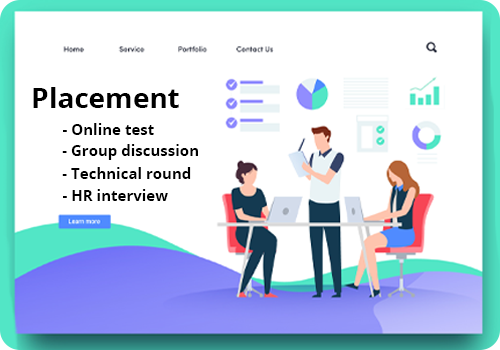 Home Service Portfolio Contact Us
Placement
- Online test
- Group discussion
- Technical round
- HR interview
Learn more